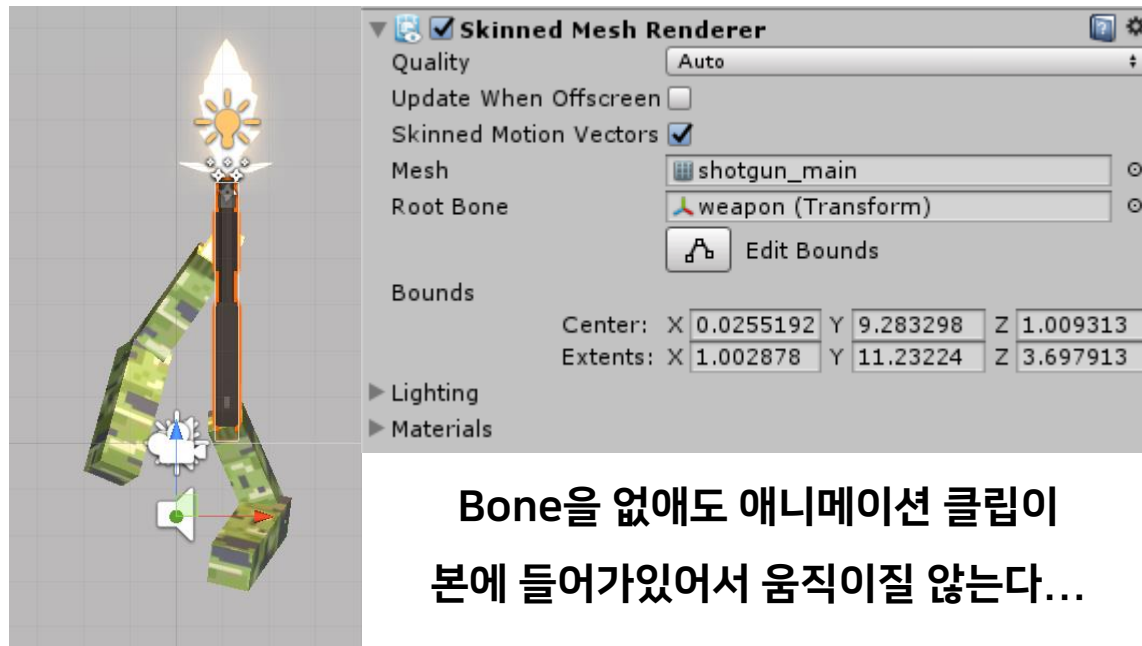 Skinned Mesh Renderer
Quality Auto
Update When Offscreen
Skinned Motion Vectors
Mesh shotgun_main
Root Bone weapon (Transform)
Edit Bounds
Bounds
Center: X 0.0255192 Y 9.283298 Z 1.009313
Extents: X 1.002878 Y 11.23224 Z 3.697913
Lighting
Materials
Bone을 없애도 애니메이션 클립이
본에 들어가있어서 움직이질 않는다...